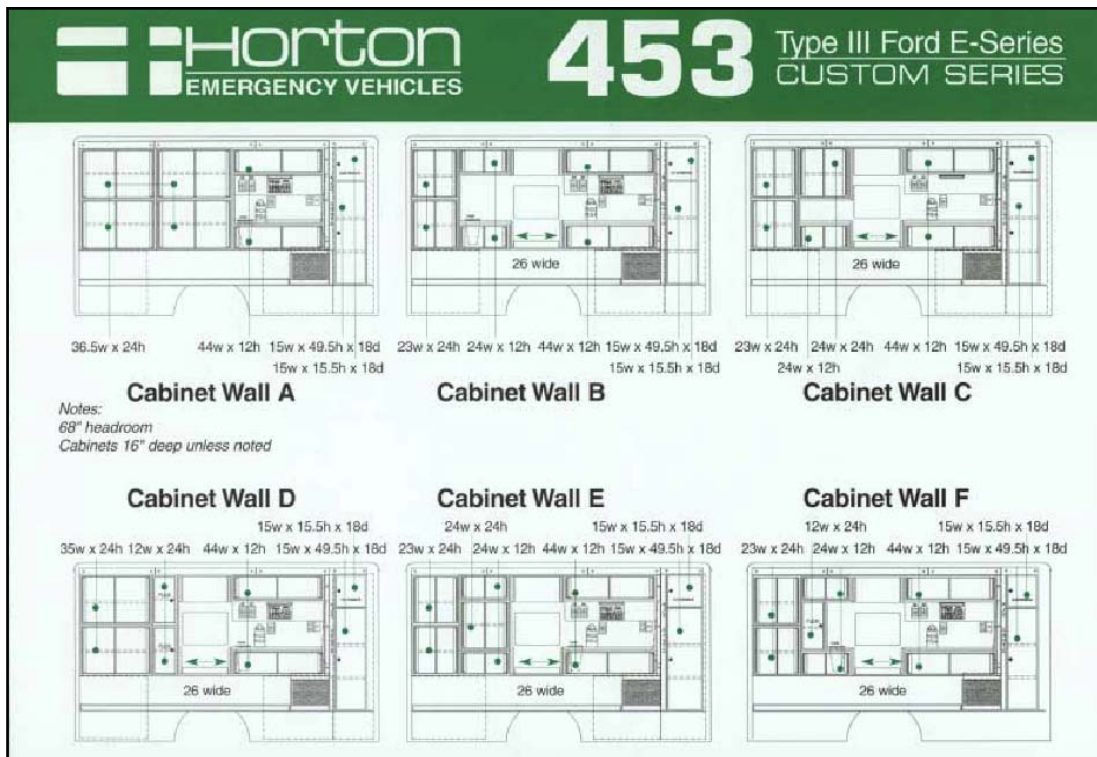 Horton
EMERGENCY VEHICLES
453
Type III Ford E-Series
CUSTOM SERIES
26 wide
26 wide
36.5w x 24h 44w x 12h 15w x 49.5h x 18d
15w x 15.5h x 18d
23w x 24h 24w x 12h 44w x 12h 15w x 49.5h x 18d
15w x 15.5h x 18d
23w x 24h 24w x 24h 44w x 12h 15w x 49.5h x 18d
24w x 12h 15w x 15.5h x 18d
Cabinet Wall A
Cabinet Wall B
Cabinet Wall C
Notes:
68" headroom
Cabinets 16" deep unless noted
Cabinet Wall D
Cabinet Wall E
Cabinet Wall F
15w x 15.5h x 18d
35w x 24h 12w x 24h 44w x 12h 15w x 49.5h x 18d
24w x 24h 15w x 15.5h x 18d
23w x 24h 24w x 12h 44w x 12h 15w x 49.5h x 18d
12w x 24h 15w x 15.5h x 18d
23w x 24h 24w x 12h 44w x 12h 15w x 49.5h x 18d
26 wide
26 wide
26 wide